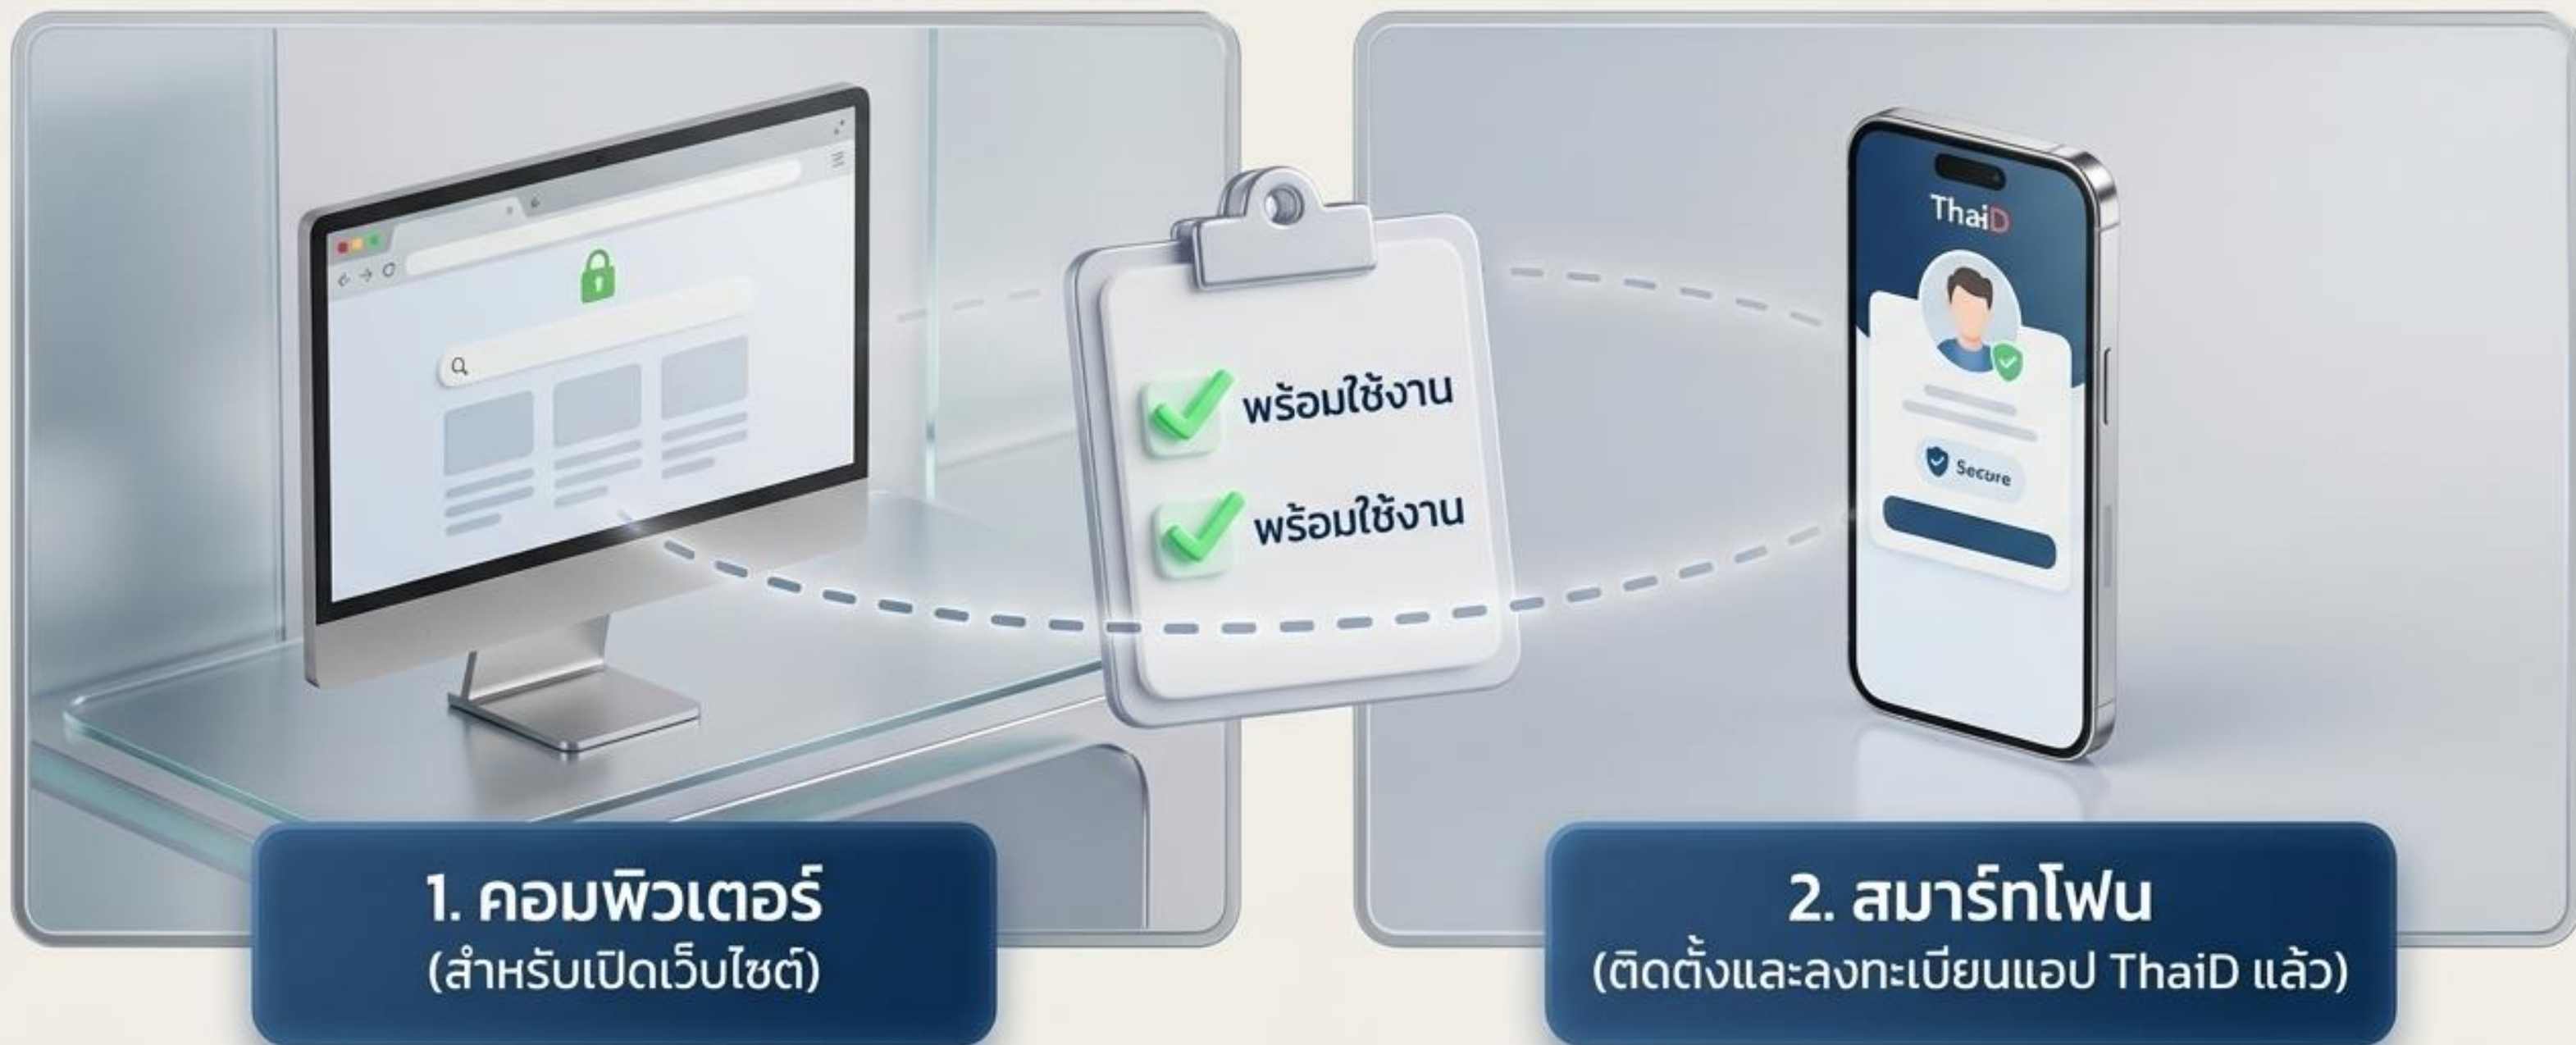 ThaiD
Secure
พร้อมใช้งาน
พร้อมใช้งาน
1. คอมพิวเตอร์
(สำหรับเปิดเว็บไซต์)
2. สมาร์ทโฟน
(ติดตั้งและลงทะเบียนแอป ThaiD แล้ว)